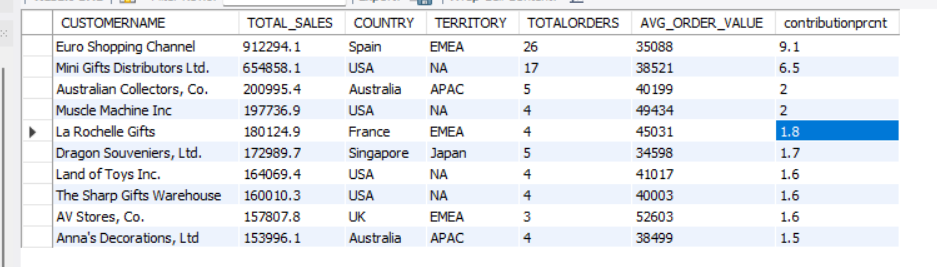 CUSTOMERNAME TOTAL_SALES COUNTRY TERRITORY TOTALORDERS AVG_ORDER_VALUE contributionprcnt
Euro Shopping Channel 912294.1 Spain EMEA 26 35088 9.1
Mini Gifts Distributors Ltd. 654858.1 USA NA 17 38521 6.5
Australian Collectors, Co. 200995.4 Australia APAC 5 40199 2
Muscle Machine Inc 197736.9 USA NA 4 49434 2
La Rochelle Gifts 180124.9 France EMEA 4 45031 1.8
Dragon Souveniers, Ltd. 172989.7 Singapore Japan 5 34598 1.7
Land of Toys Inc. 164069.4 USA NA 4 41017 1.6
The Sharp Gifts Warehouse 160010.3 USA NA 4 40003 1.6
AV Stores, Co. 157807.8 UK EMEA 3 52603 1.6
Anna's Decorations, Ltd 153996.1 Australia APAC 4 38499 1.5